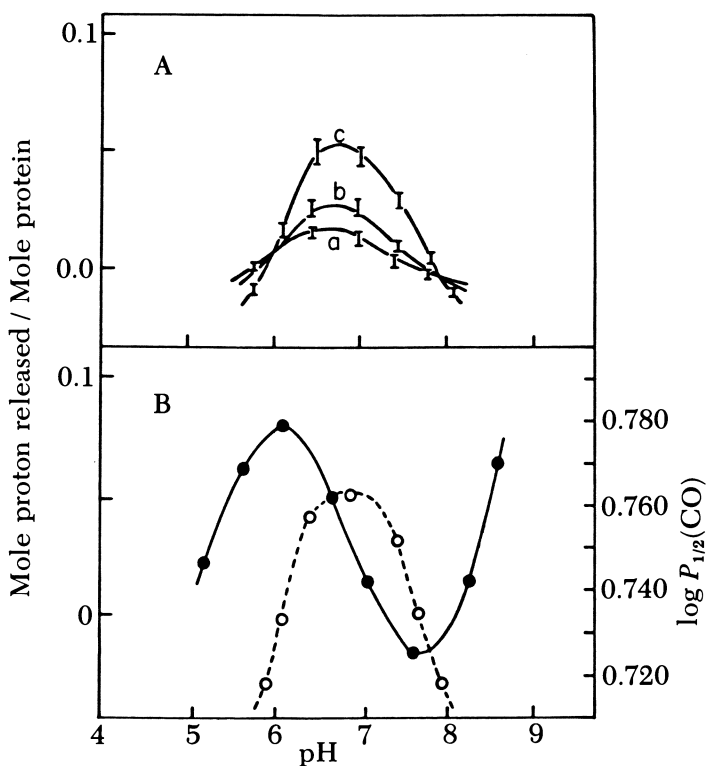 0.1
A
c
b
a
0.0
Mole proton released / Mole protein
0.1
B
0
0.780
0.760
0.740
0.720
log P1/2(CO)
4 5 6 7 8 9
pH